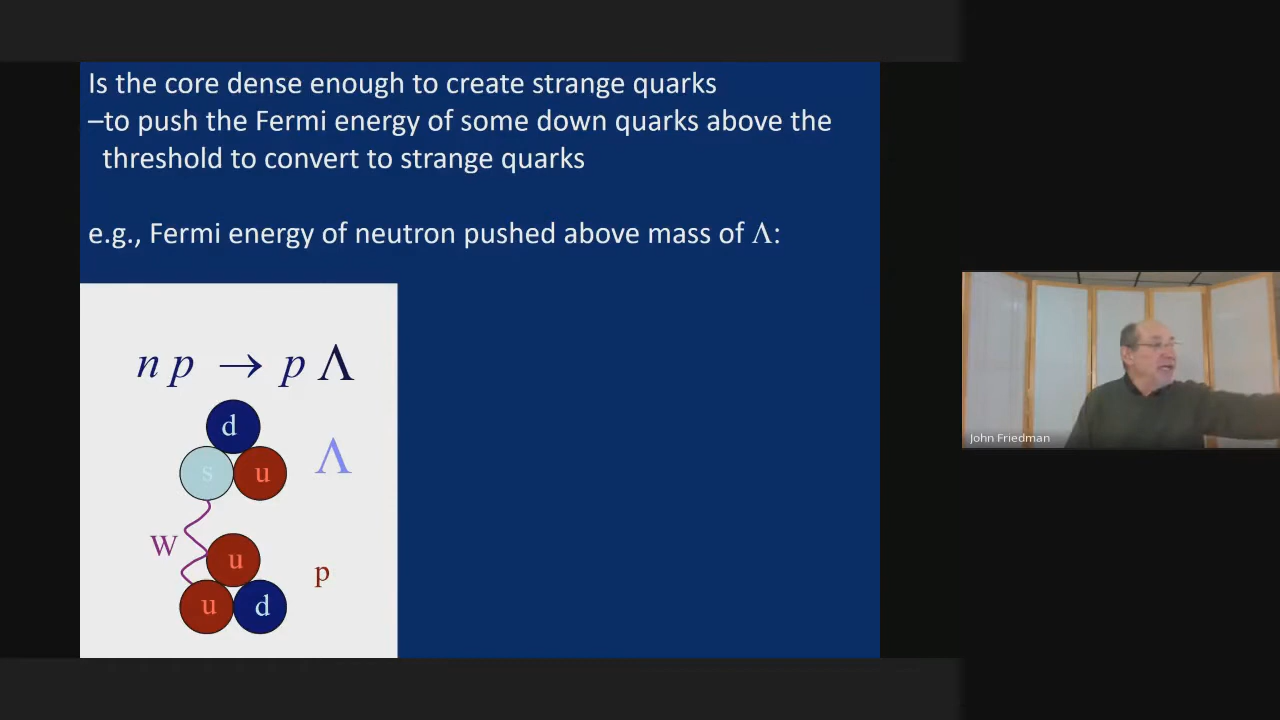 Is the core dense enough to create strange quarks
–to push the Fermi energy of some down quarks above the
threshold to convert to strange quarks
e.g., Fermi energy of neutron pushed above mass of Λ:
n p → p Λ
d
s u Λ
W
u
p
u d
John Friedman